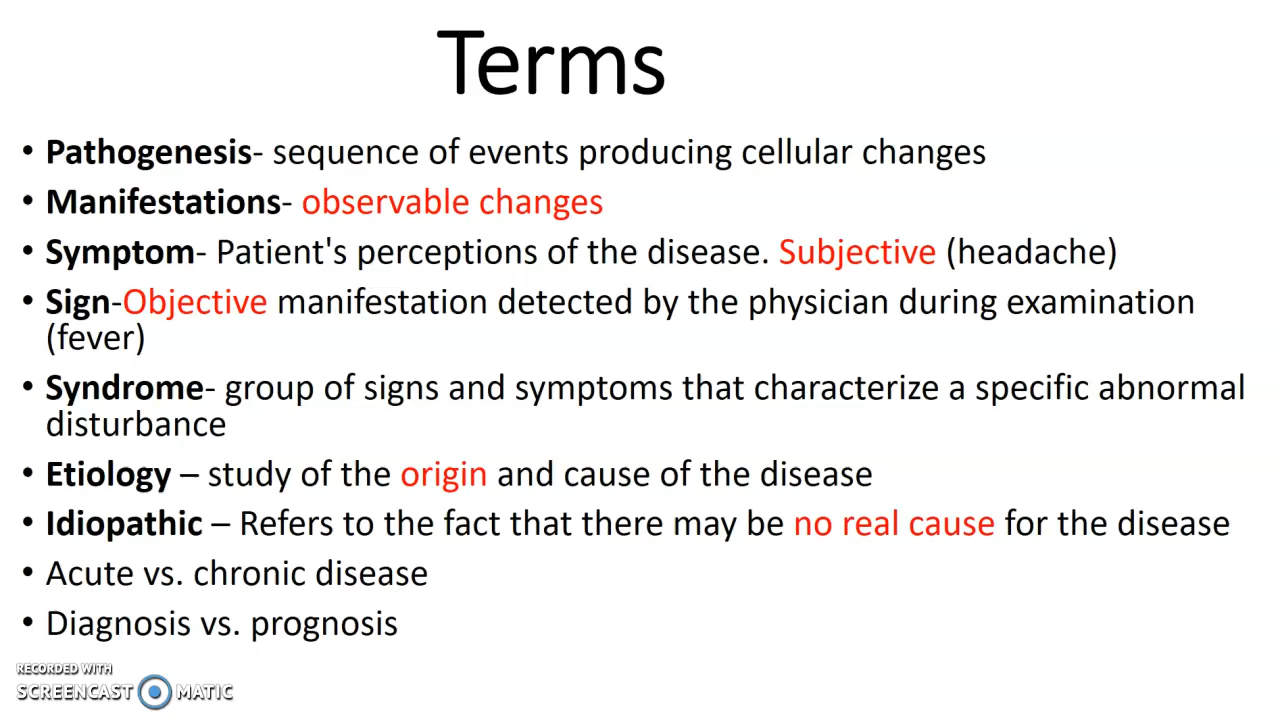 Terms
• Pathogenesis- sequence of events producing cellular changes
• Manifestations- observable changes
• Symptom- Patient's perceptions of the disease. Subjective (headache)
• Sign-Objective manifestation detected by the physician during examination
(fever)
• Syndrome- group of signs and symptoms that characterize a specific abnormal
disturbance
• Etiology – study of the origin and cause of the disease
• Idiopathic – Refers to the fact that there may be no real cause for the disease
• Acute vs. chronic disease
• Diagnosis vs. prognosis
RECORDED WITH
SCREENCAST MATIC